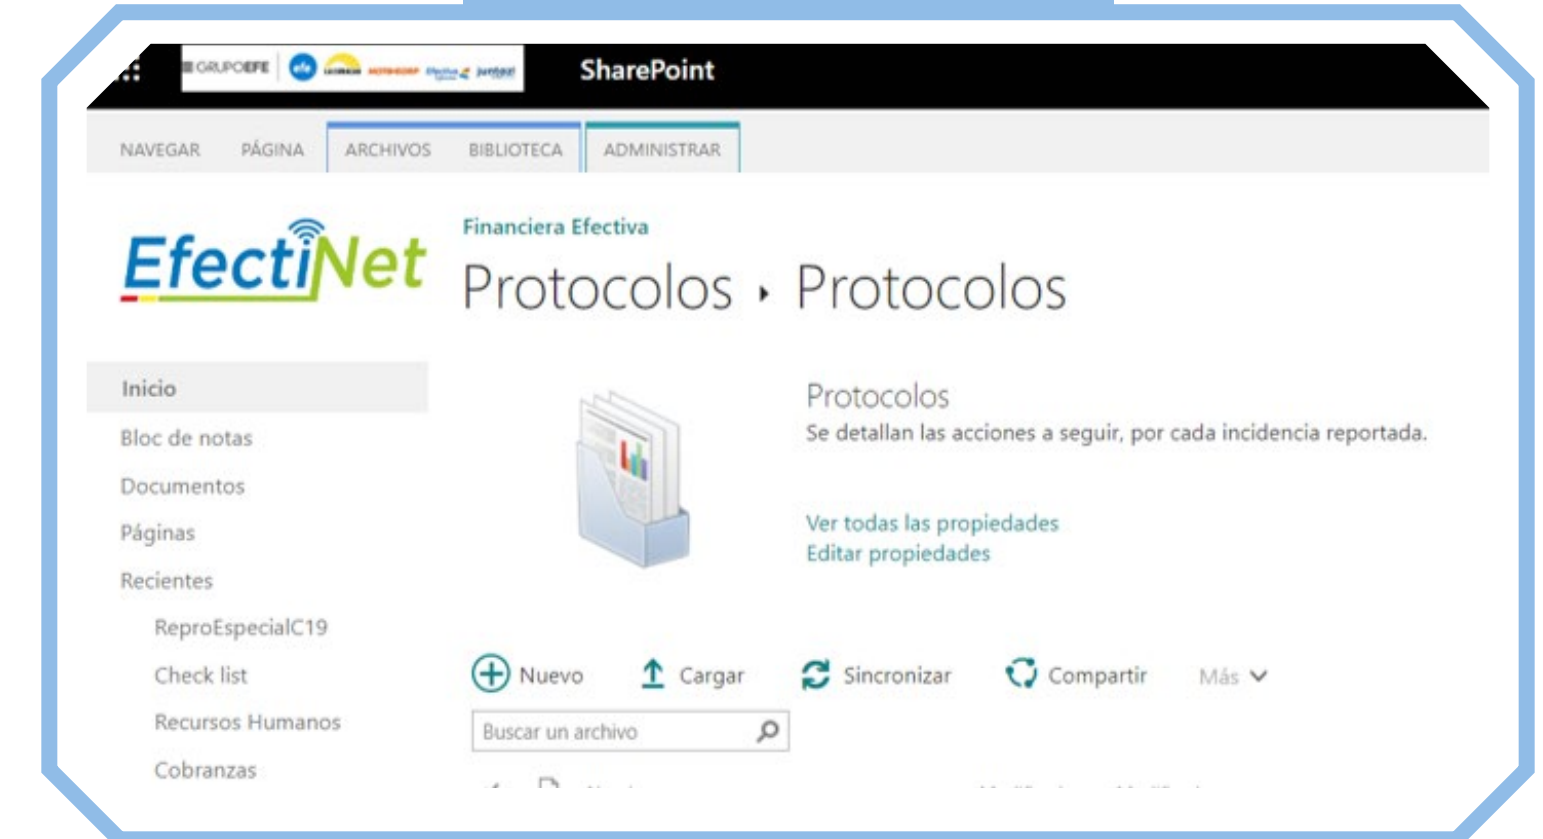 GRUPOEFE efe juntoz! SharePoint
NAVEGAR PÁGINA ARCHIVOS BIBLIOTECA ADMINISTRAR
EfectiNet
Financiera Efectiva
Protocolos ▸ Protocolos
Inicio
Bloc de notas
Documentos
Páginas
Recientes
ReproEspecialC19
Check list
Recursos Humanos
Cobranzas
Protocolos
Se detallan las acciones a seguir, por cada incidencia reportada.
Ver todas las propiedades
Editar propiedades
Nuevo Cargar Sincronizar Compartir Más
Buscar un archivo